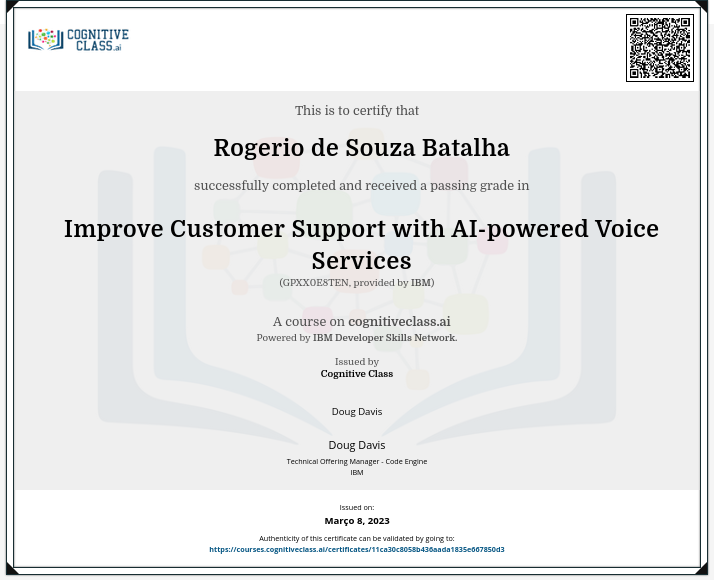 COGNITIVE
CLASS.ai
This is to certify that
Rogerio de Souza Batalha
successfully completed and received a passing grade in
Improve Customer Support with AI-powered Voice
Services
(GPXX0E8TEN, provided by IBM)
A course on cognitiveclass.ai
Powered by IBM Developer Skills Network.
Issued by
Cognitive Class
Doug Davis
Doug Davis
Technical Offering Manager - Code Engine
IBM
Issued on:
Março 8, 2023
Authenticity of this certificate can be validated by going to:
https://courses.cognitiveclass.ai/certificates/11ca30c8058b436aada1835e667850d3